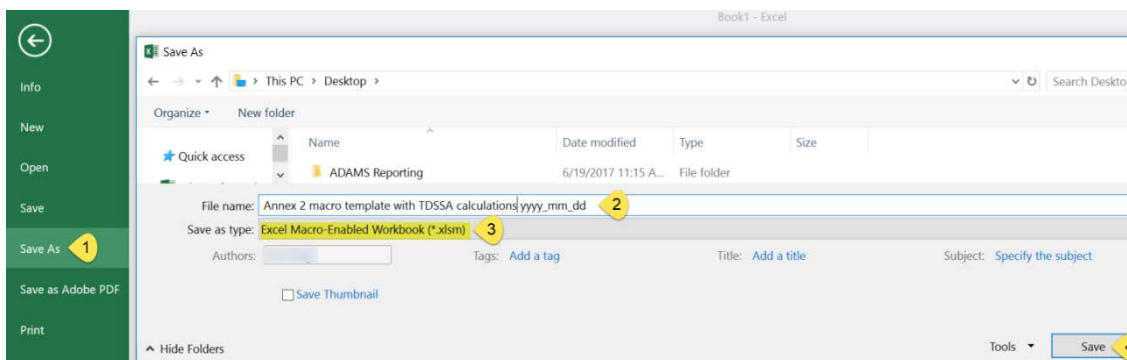 Book1 - Excel
Save As
This PC > Desktop >
Search Deskto
Info
Organize
New folder
New
Name
Date modified
Type
Size
Quick access
Open
ADAMS Reporting
6/19/2017 11:15 A...
File folder
Save
File name: Annex 2 macro template with TDSSA calculations yyyy_mm_dd 2
Save as type: Excel Macro-Enabled Workbook (*.xlsm) 3
Save As 1
Authors:
Tags: Add a tag
Title: Add a title
Subject: Specify the subject
Save as Adobe PDF
Save Thumbnail
Print
Hide Folders
Tools
Save